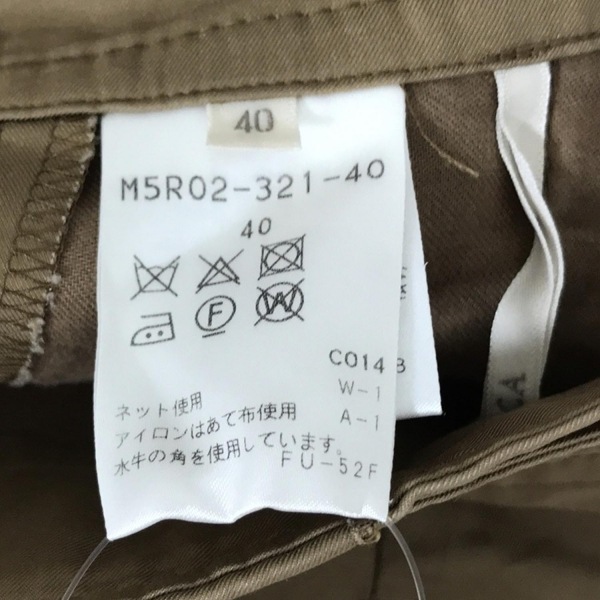 40
M5R02-321-40
40
F
W
C014
W-1
A-1
ネット使用
アイロンはあて布使用
水牛の角を使用しています。
FU-52F